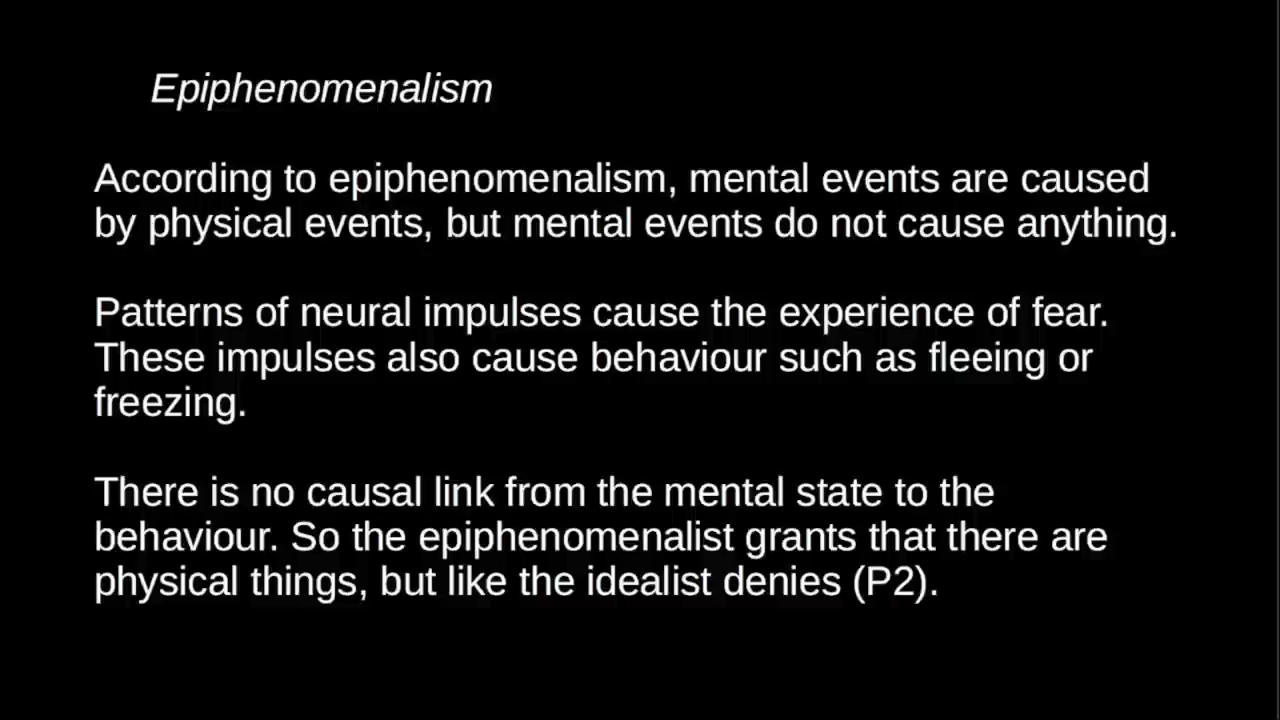 Epiphenomenalism
According to epiphenomenalism, mental events are caused
by physical events, but mental events do not cause anything.
Patterns of neural impulses cause the experience of fear.
These impulses also cause behaviour such as fleeing or
freezing.
There is no causal link from the mental state to the
behaviour. So the epiphenomenalist grants that there are
physical things, but like the idealist denies (P2).